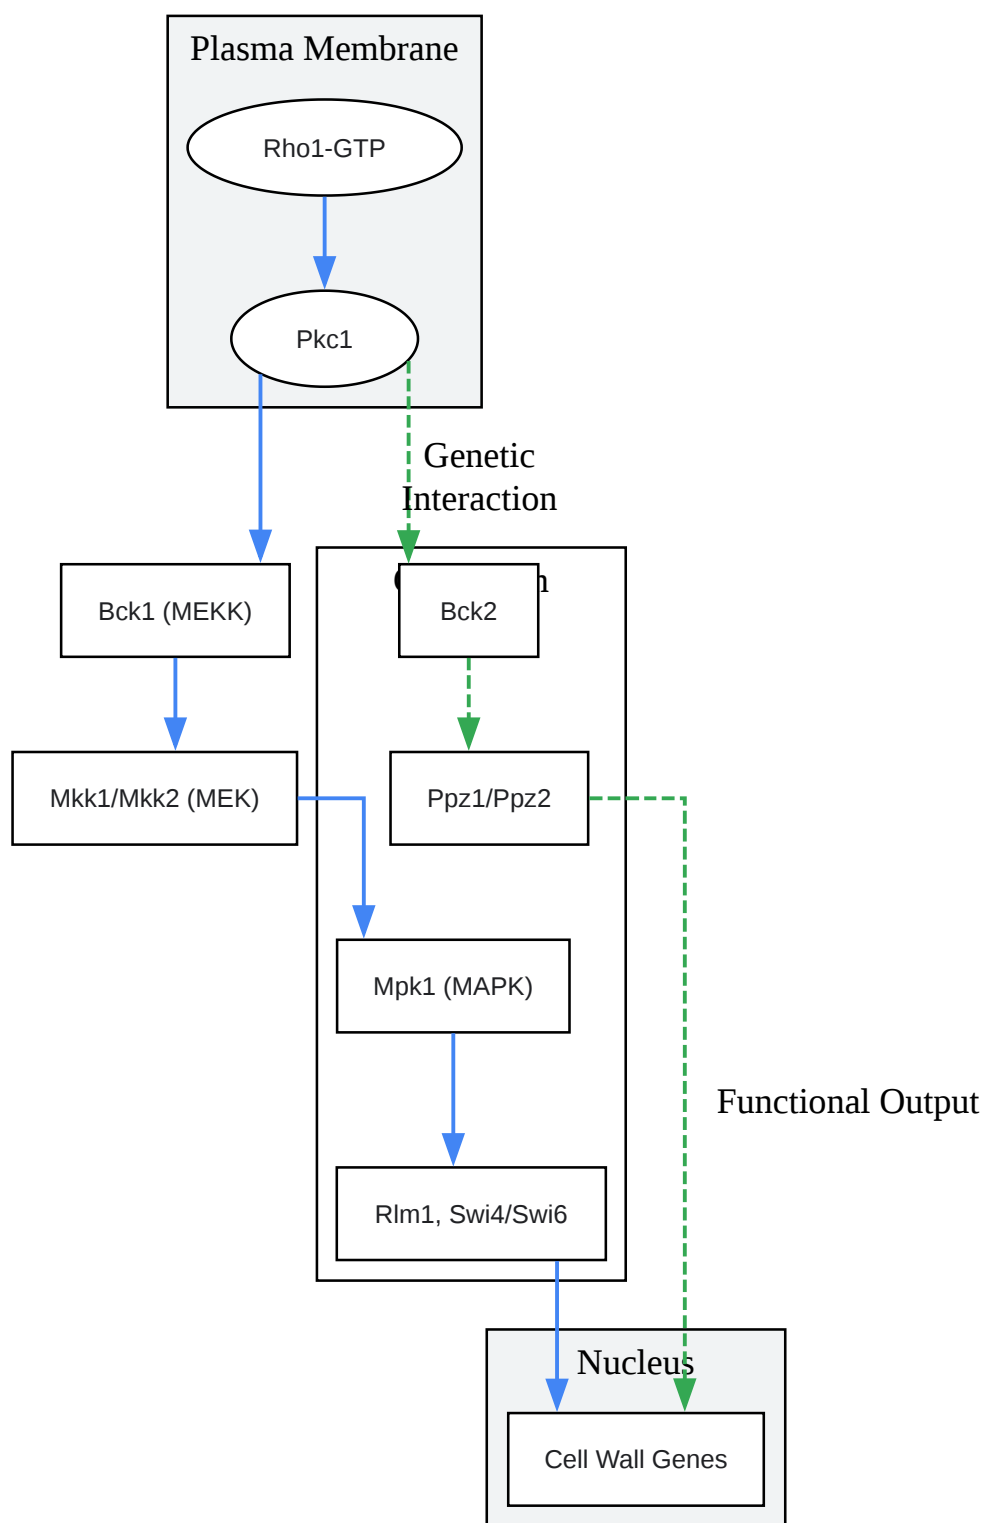 Plasma Membrane
Rho1-GTP
Pkc1
Genetic
Interaction
Bck1 (MEKK)
Bck2
Mkk1/Mkk2 (MEK)
Ppz1/Ppz2
Mpk1 (MAPK)
Functional Output
Rlm1, Swi4/Swi6
Nucleus
Cell Wall Genes